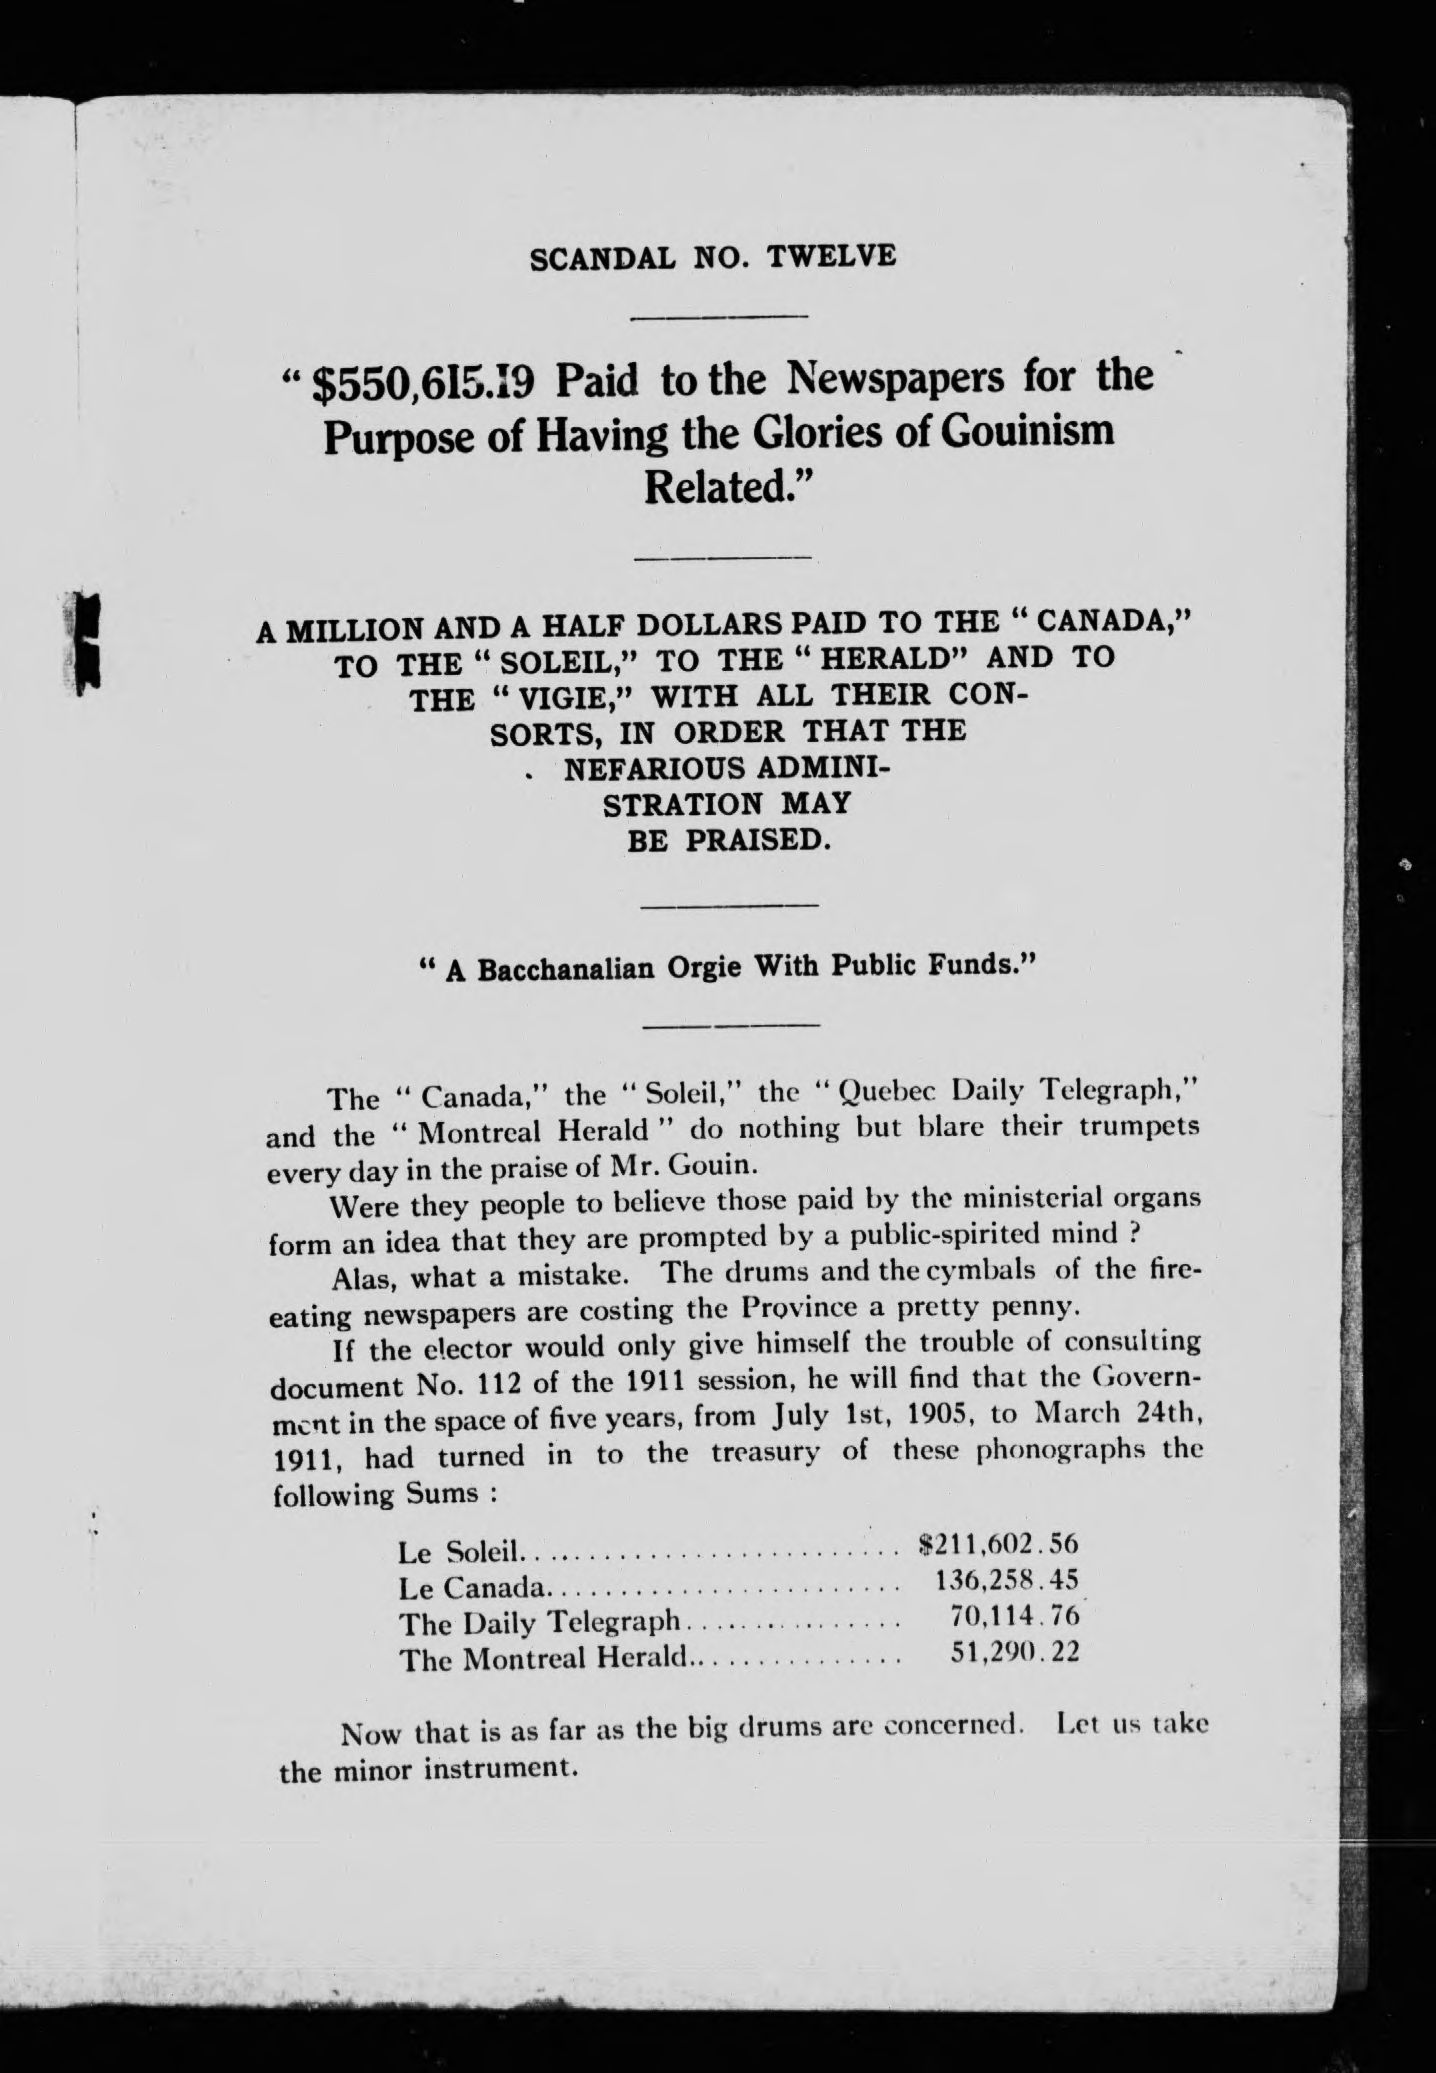 SCANDAL NO. TWELVE
“ $550,615.19 Paid to the Newspapers for the
Purpose of Having the Glories of Gouinism
Related.”
A MILLION AND A HALF DOLLARS PAID TO THE “ CANADA,”
TO THE “ SOLEIL,” TO THE “ HERALD” AND TO
THE “ VIGIE,” WITH ALL THEIR CON-
SORTS, IN ORDER THAT THE
NEFARIOUS ADMINI-
STRATION MAY
BE PRAISED.
“ A Bacchanalian Orgie With Public Funds.”
The “ Canada,” the “ Soleil,” the “ Quebec Daily Telegraph,”
and the “ Montreal Herald ” do nothing but blare their trumpets
every day in the praise of Mr. Gouin.
Were they people to believe those paid by the ministerial organs
form an idea that they are prompted by a public-spirited mind ?
Alas, what a mistake. The drums and the cymbals of the fire-
eating newspapers are costing the Province a pretty penny.
If the elector would only give himself the trouble of consulting
document No. 112 of the 1911 session, he will find that the Govern-
ment in the space of five years, from July 1st, 1905, to March 24th,
1911, had turned in to the treasury of these phonographs the
following Sums :
Le Soleil........................... $211,602.56
Le Canada......................... 136,258.45
The Daily Telegraph................ 70,114.76
The Montreal Herald................ 51,290.22
Now that is as far as the big drums are concerned. Let us take
the minor instrument.